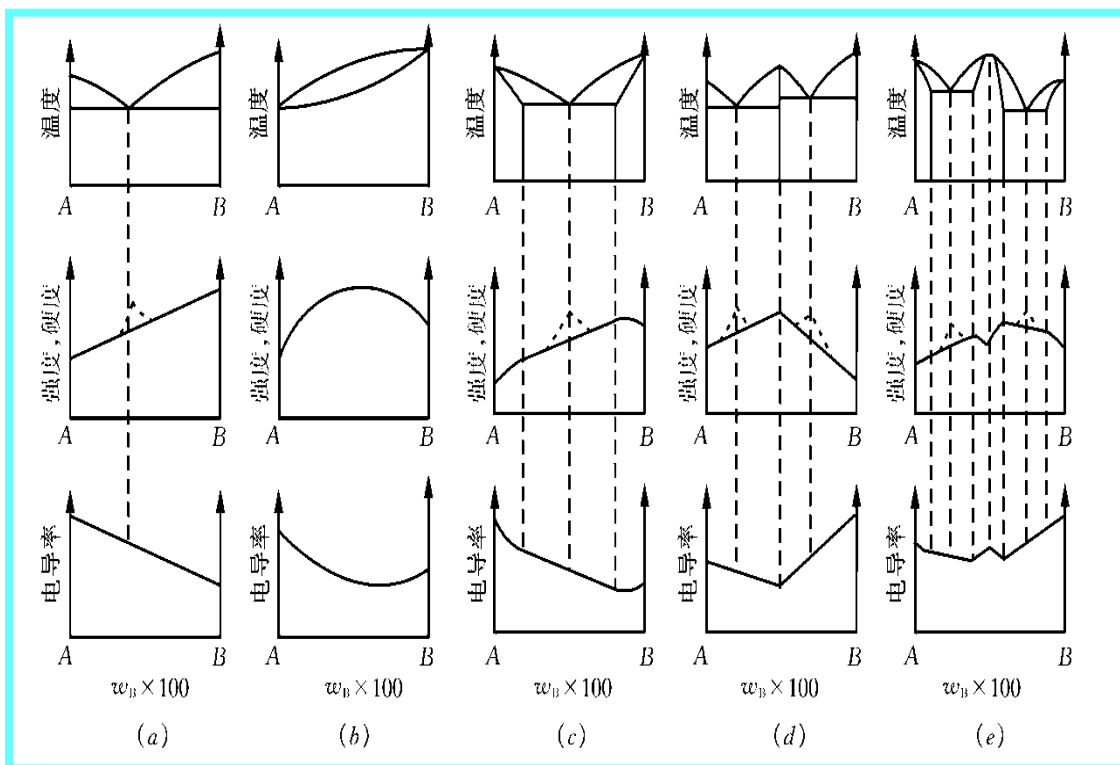 温度
温度
温度
温度
温度
A B A B A B A B A B
强度,硬度
强度,硬度
强度,硬度
强度,硬度
强度,硬度
A B A B A B A B A B
电导率
电导率
电导率
电导率
电导率
A B A B A B A B A B
w_B×100 w_B×100 w_B×100 w_B×100 w_B×100
(a) (b) (c) (d) (e)